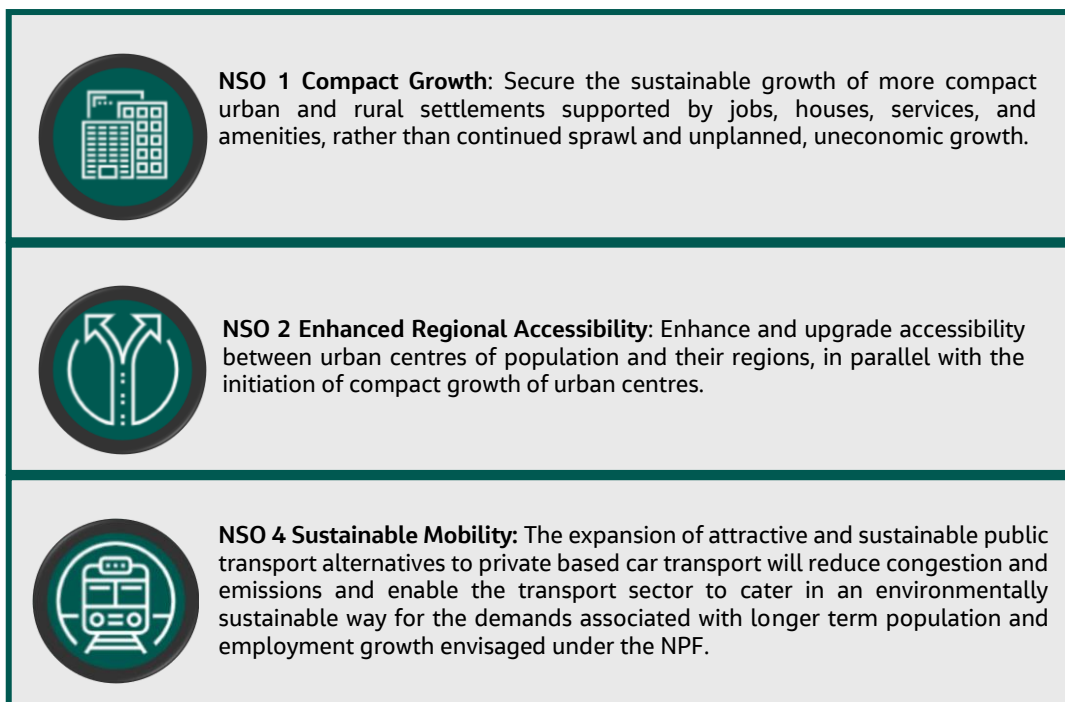 NSO 1 Compact Growth: Secure the sustainable growth of more compact
urban and rural settlements supported by jobs, houses, services, and
amenities, rather than continued sprawl and unplanned, uneconomic growth.
NSO 2 Enhanced Regional Accessibility: Enhance and upgrade accessibility
between urban centres of population and their regions, in parallel with the
initiation of compact growth of urban centres.
NSO 4 Sustainable Mobility: The expansion of attractive and sustainable public
transport alternatives to private based car transport will reduce congestion and
emissions and enable the transport sector to cater in an environmentally
sustainable way for the demands associated with longer term population and
employment growth envisaged under the NPF.